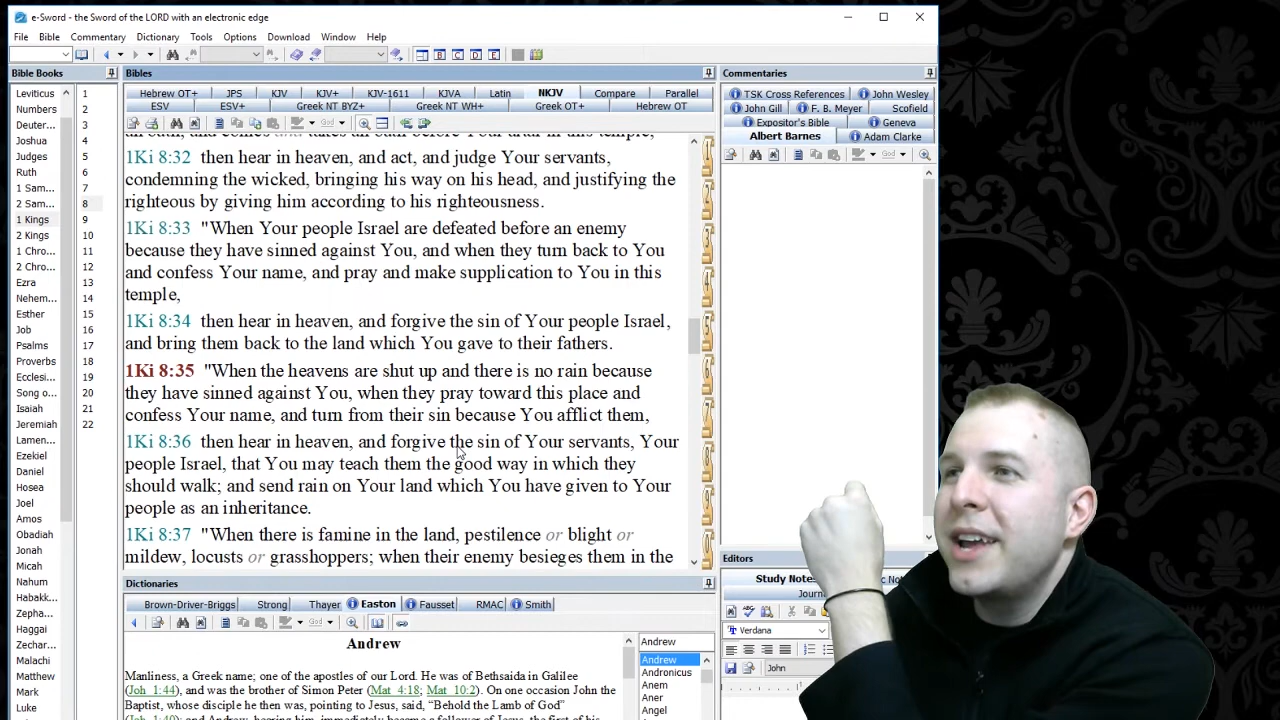 e-Sword - the Sword of the LORD with an electronic edge
File Bible Commentary Dictionary Tools Options Download Window Help
Bible Books
Leviticus
Numbers
Deuter...
Joshua
Judges
Ruth
1 Sam...
2 Sam...
1 Kings
2 Kings
1 Chro...
2 Chro...
Ezra
Nehem...
Esther
Job
Psalms
Proverbs
Ecclesi...
Song o...
Isaiah
Jeremiah
Lamen...
Ezekiel
Daniel
Hosea
Joel
Amos
Obadiah
Jonah
Micah
Nahum
Habakk...
Zepha...
Haggai
Zechar...
Malachi
Matthew
Mark
Luke
1
2
3
4
5
6
7
8
9
10
11
12
13
14
15
16
17
18
19
20
21
22
Bibles
Hebrew OT+ JPS KJV KJV+ KJV-1611 KJVA Latin NKJV Compare Parallel
ESV ESV+ Greek NT BYZ+ Greek NT WH+ Greek OT+ Hebrew OT
1Ki 8:32 then hear in heaven, and act, and judge Your servants,
condemning the wicked, bringing his way on his head, and justifying the
righteous by giving him according to his righteousness.
1Ki 8:33 "When Your people Israel are defeated before an enemy
because they have sinned against You, and when they turn back to You
and confess Your name, and pray and make supplication to You in this
temple,
1Ki 8:34 then hear in heaven, and forgive the sin of Your people Israel,
and bring them back to the land which You gave to their fathers.
1Ki 8:35 "When the heavens are shut up and there is no rain because
they have sinned against You, when they pray toward this place and
confess Your name, and turn from their sin because You afflict them,
1Ki 8:36 then hear in heaven, and forgive the sin of Your servants, Your
people Israel, that You may teach them the good way in which they
should walk; and send rain on Your land which You have given to Your
people as an inheritance.
1Ki 8:37 "When there is famine in the land, pestilence or blight or
mildew, locusts or grasshoppers; when their enemy besieges them in the
Dictionaries
Brown-Driver-Briggs Strong Thayer Easton Fausset RMAC Smith
Andrew
Manliness, a Greek name; one of the apostles of our Lord. He was of Bethsaida in Galilee
(Joh_1:44), and was the brother of Simon Peter (Mat_4:18; Mat_10:2). On one occasion John the
Baptist, whose disciple he then was, pointing to Jesus, said, “Behold the Lamb of God”
Andrew
Andrew
Andronicus
Anem
Aner
Angel
Commentaries
TSK Cross References John Wesley
John Gill F. B. Meyer Scofield
Expositor's Bible Geneva
Albert Barnes Adam Clarke
Editors
Study Note
Journ
Verdana
John